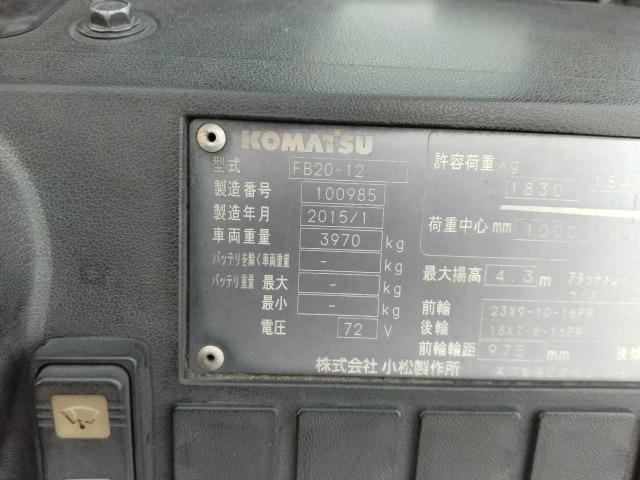 KOMATSU
型式 FB20-12
製造番号 100985
製造年月 2015/1
車両重量 3970 kg
バッテリを除く車両重量 - kg
バッテリ重量 最大 - kg
最小 - kg
電圧 72 V
株式会社 小松製作所
許容荷重 kg
1830
荷重中心 mm
最大揚高 4.3 m
前輪 23X9-10-16PR
後輪 18X7-8-16PR
前輪輪距 975 mm